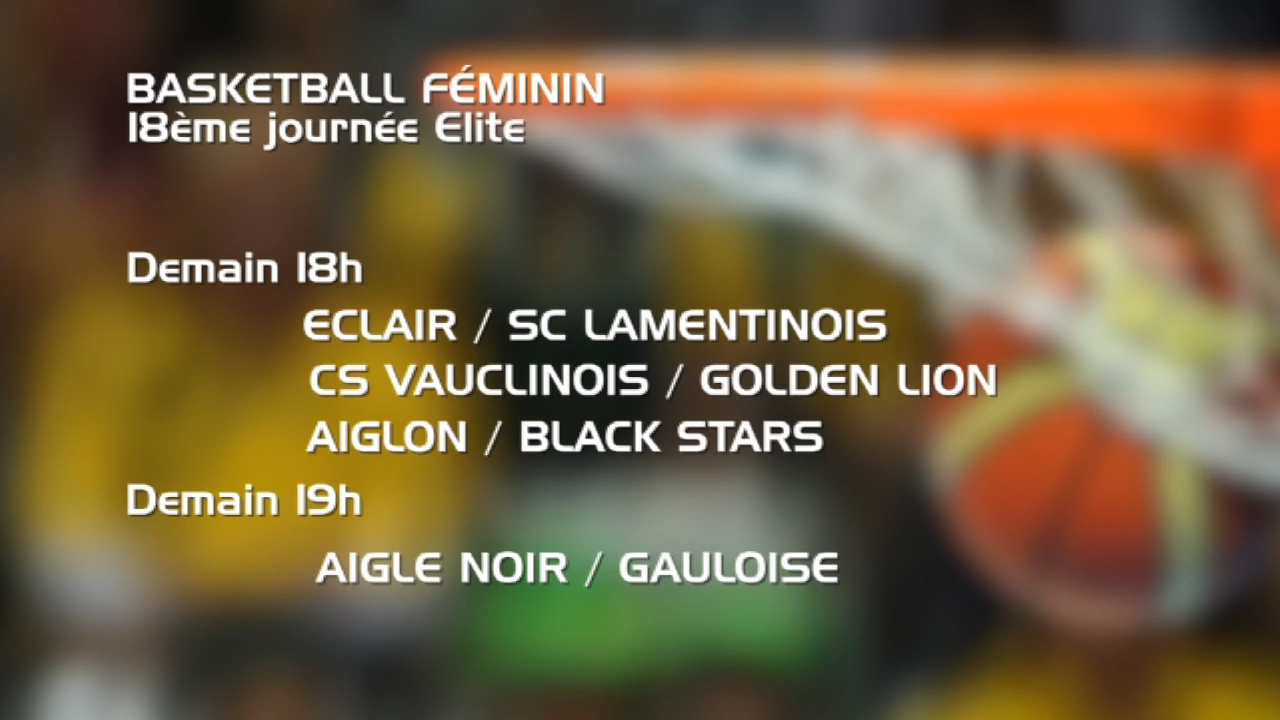 BASKETBALL FÉMININ
18ème journée Elite
Demain 18h
ECLAIR / SC LAMENTINOIS
CS VAUCLINOIS / GOLDEN LION
AIGLON / BLACK STARS
Demain 19h
AIGLE NOIR / GAULOISE